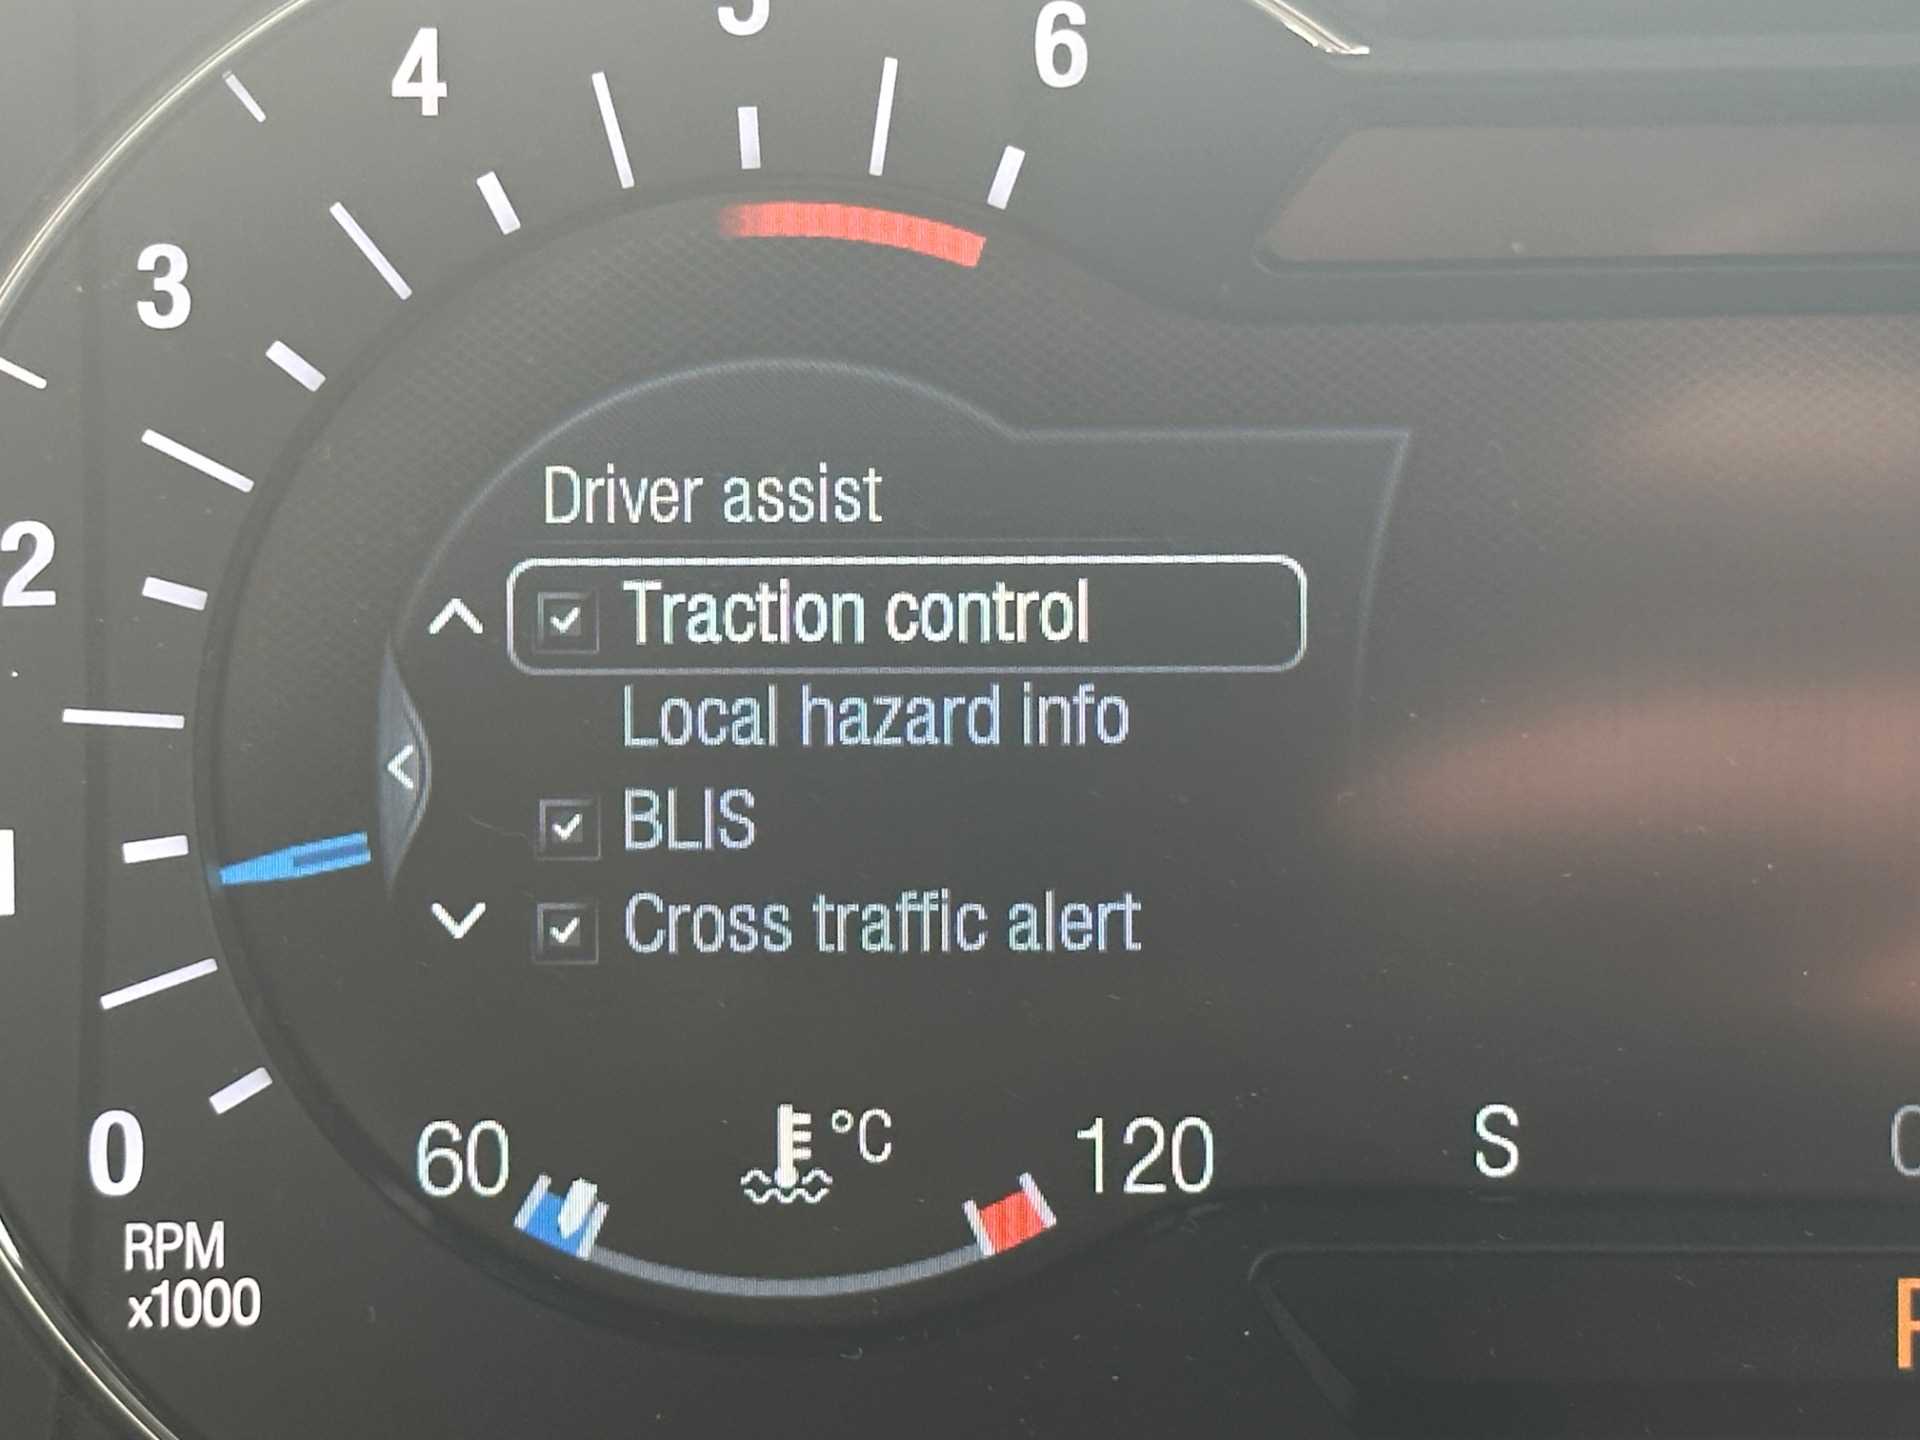 5
4
6
3
2
Driver assist
Traction control
Local hazard info
BLIS
Cross traffic alert
0
60
°C
120
S
RPM
x1000